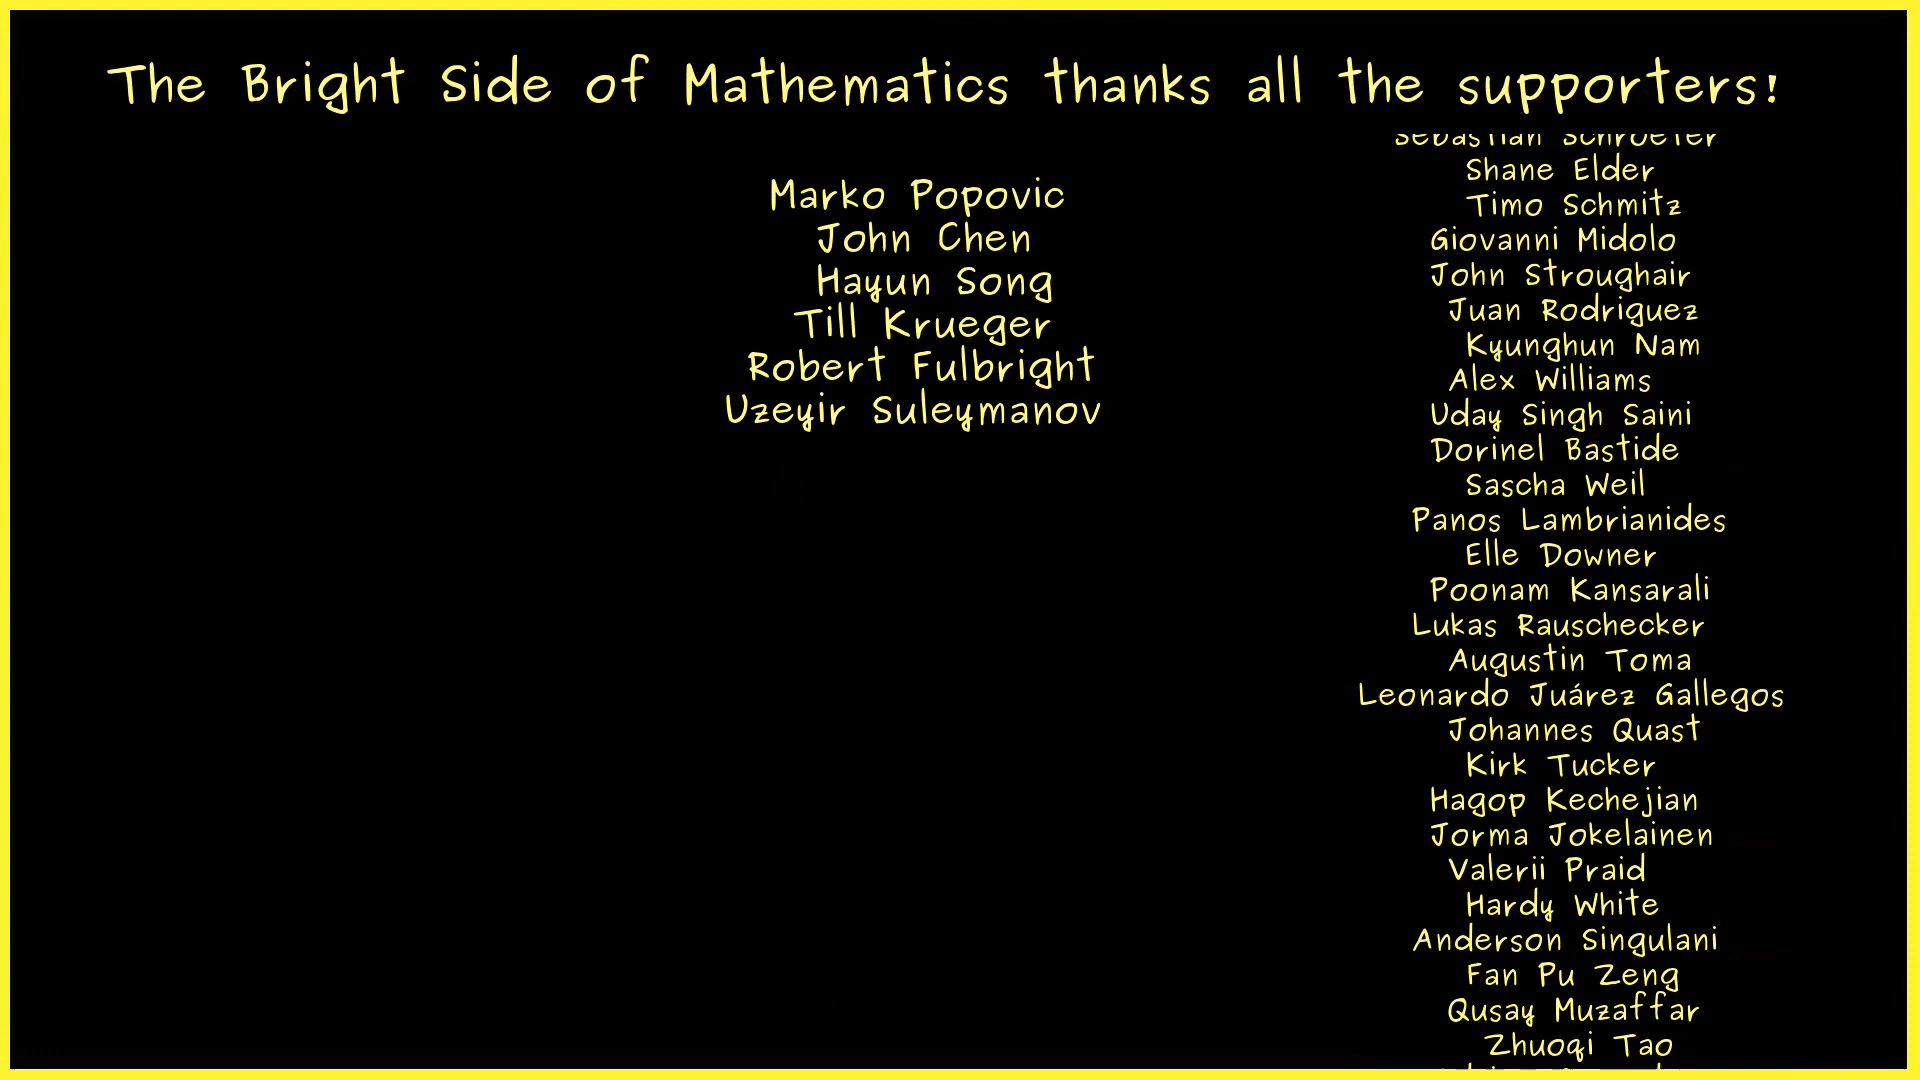 The Bright Side of Mathematics thanks all the supporters!
Marko Popovic
John Chen
Hayun Song
Till Krueger
Robert Fulbright
Uzeyir Suleymanov
Sebastian Schroeter
Shane Elder
Timo Schmitz
Giovanni Midolo
John Stroughair
Juan Rodriguez
Kyunghun Nam
Alex Williams
Uday Singh Saini
Dorinel Bastide
Sascha Weil
Panos Lambrianides
Elle Downer
Poonam Kansarali
Lukas Rauschecker
Augustin Toma
Leonardo Juárez Gallegos
Johannes Quast
Kirk Tucker
Hagop Kechejian
Jorma Jokelainen
Valerii Praid
Hardy White
Anderson Singulani
Fan Pu Zeng
Qusay Muzaffar
Zhuoqi Tao